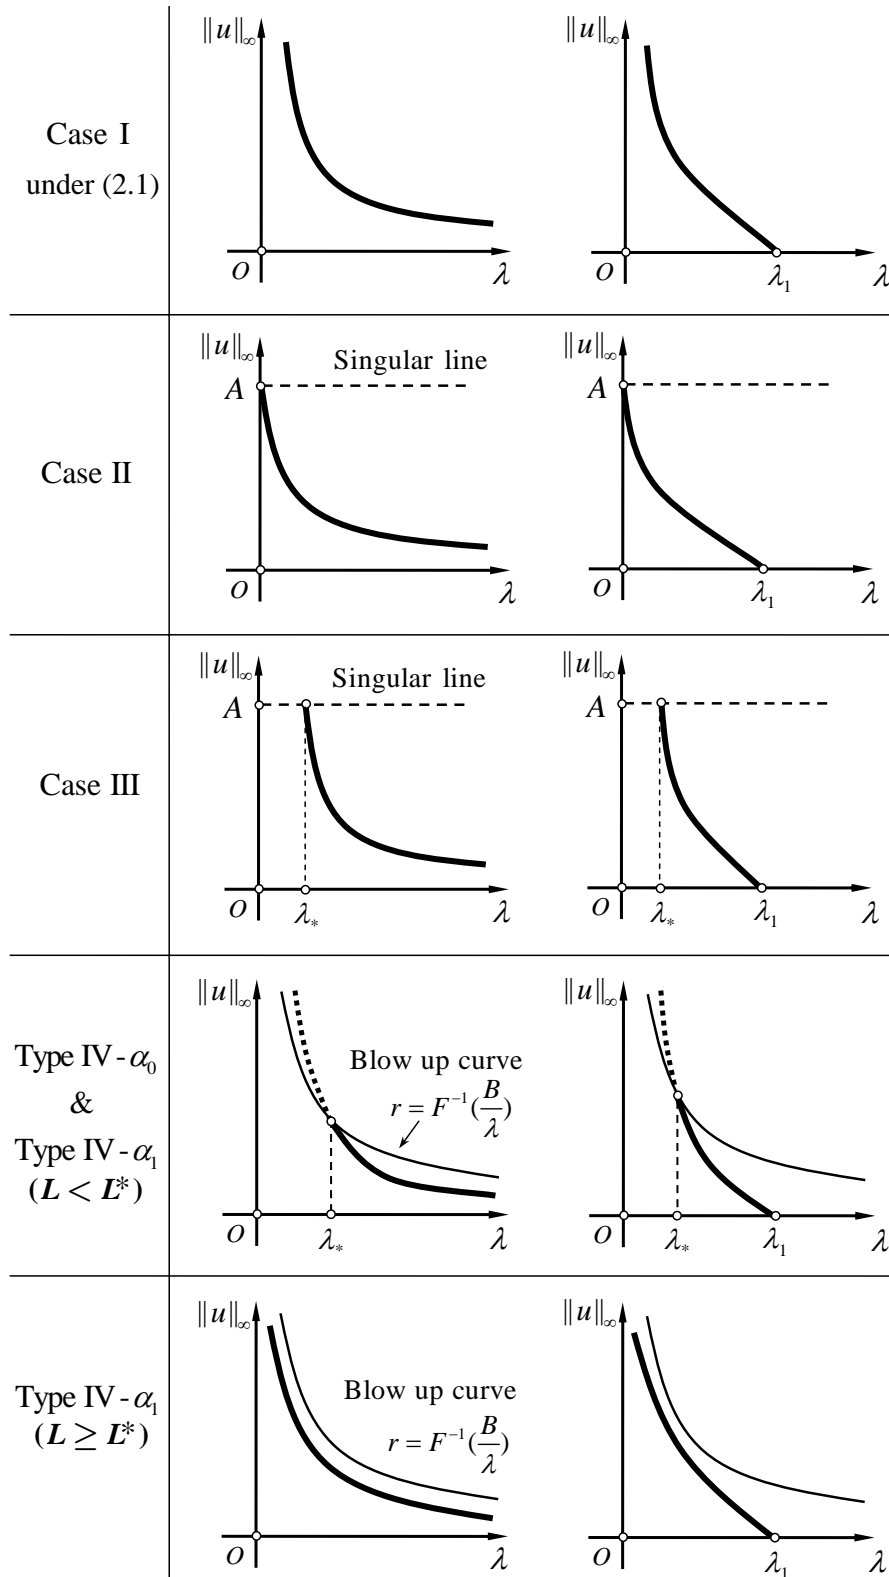 Case I
under (2.1)
‖u‖∞
O
λ
‖u‖∞
O
λ₁
λ
Case II
‖u‖∞
Singular line
A
O
λ
‖u‖∞
A
O
λ₁
λ
Case III
‖u‖∞
Singular line
A
O
λ*
λ
‖u‖∞
A
O
λ*
λ₁
λ
Type IV-α₀
&
Type IV-α₁
(L < L*)
‖u‖∞
Blow up curve
r = F⁻¹(B/λ)
O
λ*
λ
‖u‖∞
O
λ*
λ₁
λ
Type IV-α₁
(L ≥ L*)
‖u‖∞
Blow up curve
r = F⁻¹(B/λ)
O
λ
‖u‖∞
O
λ₁
λ